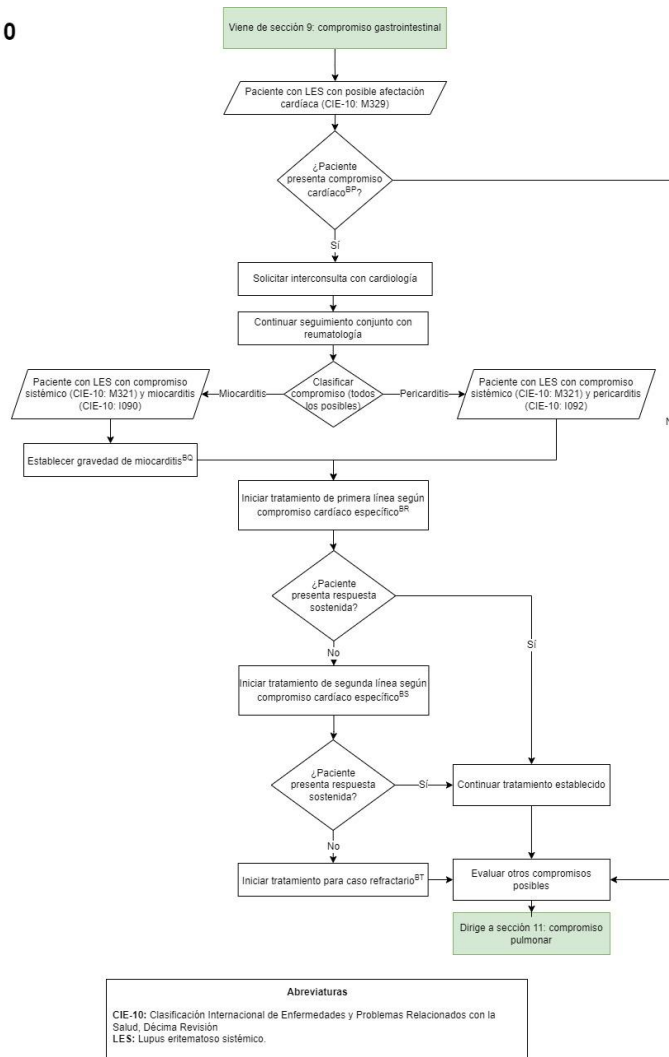 0
Viene de sección 9: compromiso gastrointestinal
Paciente con LES con posible afectación
cardíaca (CIE-10: M329)
¿Paciente
presenta compromiso
cardíaco^BP?
Sí
Solicitar interconsulta con cardiología
Continuar seguimiento conjunto con
reumatología
Paciente con LES con compromiso
sistémico (CIE-10: M321) y miocarditis
(CIE-10: I090)
Miocarditis
Clasificar
compromiso (todos
los posibles)
Pericarditis
Paciente con LES con compromiso
sistémico (CIE-10: M321) y pericarditis
(CIE-10: I092)
N
Establecer gravedad de miocarditis^BQ
Iniciar tratamiento de primera línea según
compromiso cardíaco específico^BR
¿Paciente
presenta respuesta
sostenida?
Sí
No
Iniciar tratamiento de segunda línea según
compromiso cardíaco específico^BS
¿Paciente
presenta respuesta
sostenida?
Sí
Continuar tratamiento establecido
No
Iniciar tratamiento para caso refractario^BT
Evaluar otros compromisos
posibles
Dirige a sección 11: compromiso
pulmonar
Abreviaturas
CIE-10: Clasificación Internacional de Enfermedades y Problemas Relacionados con la
Salud, Décima Revisión
LES: Lupus eritematoso sistémico.